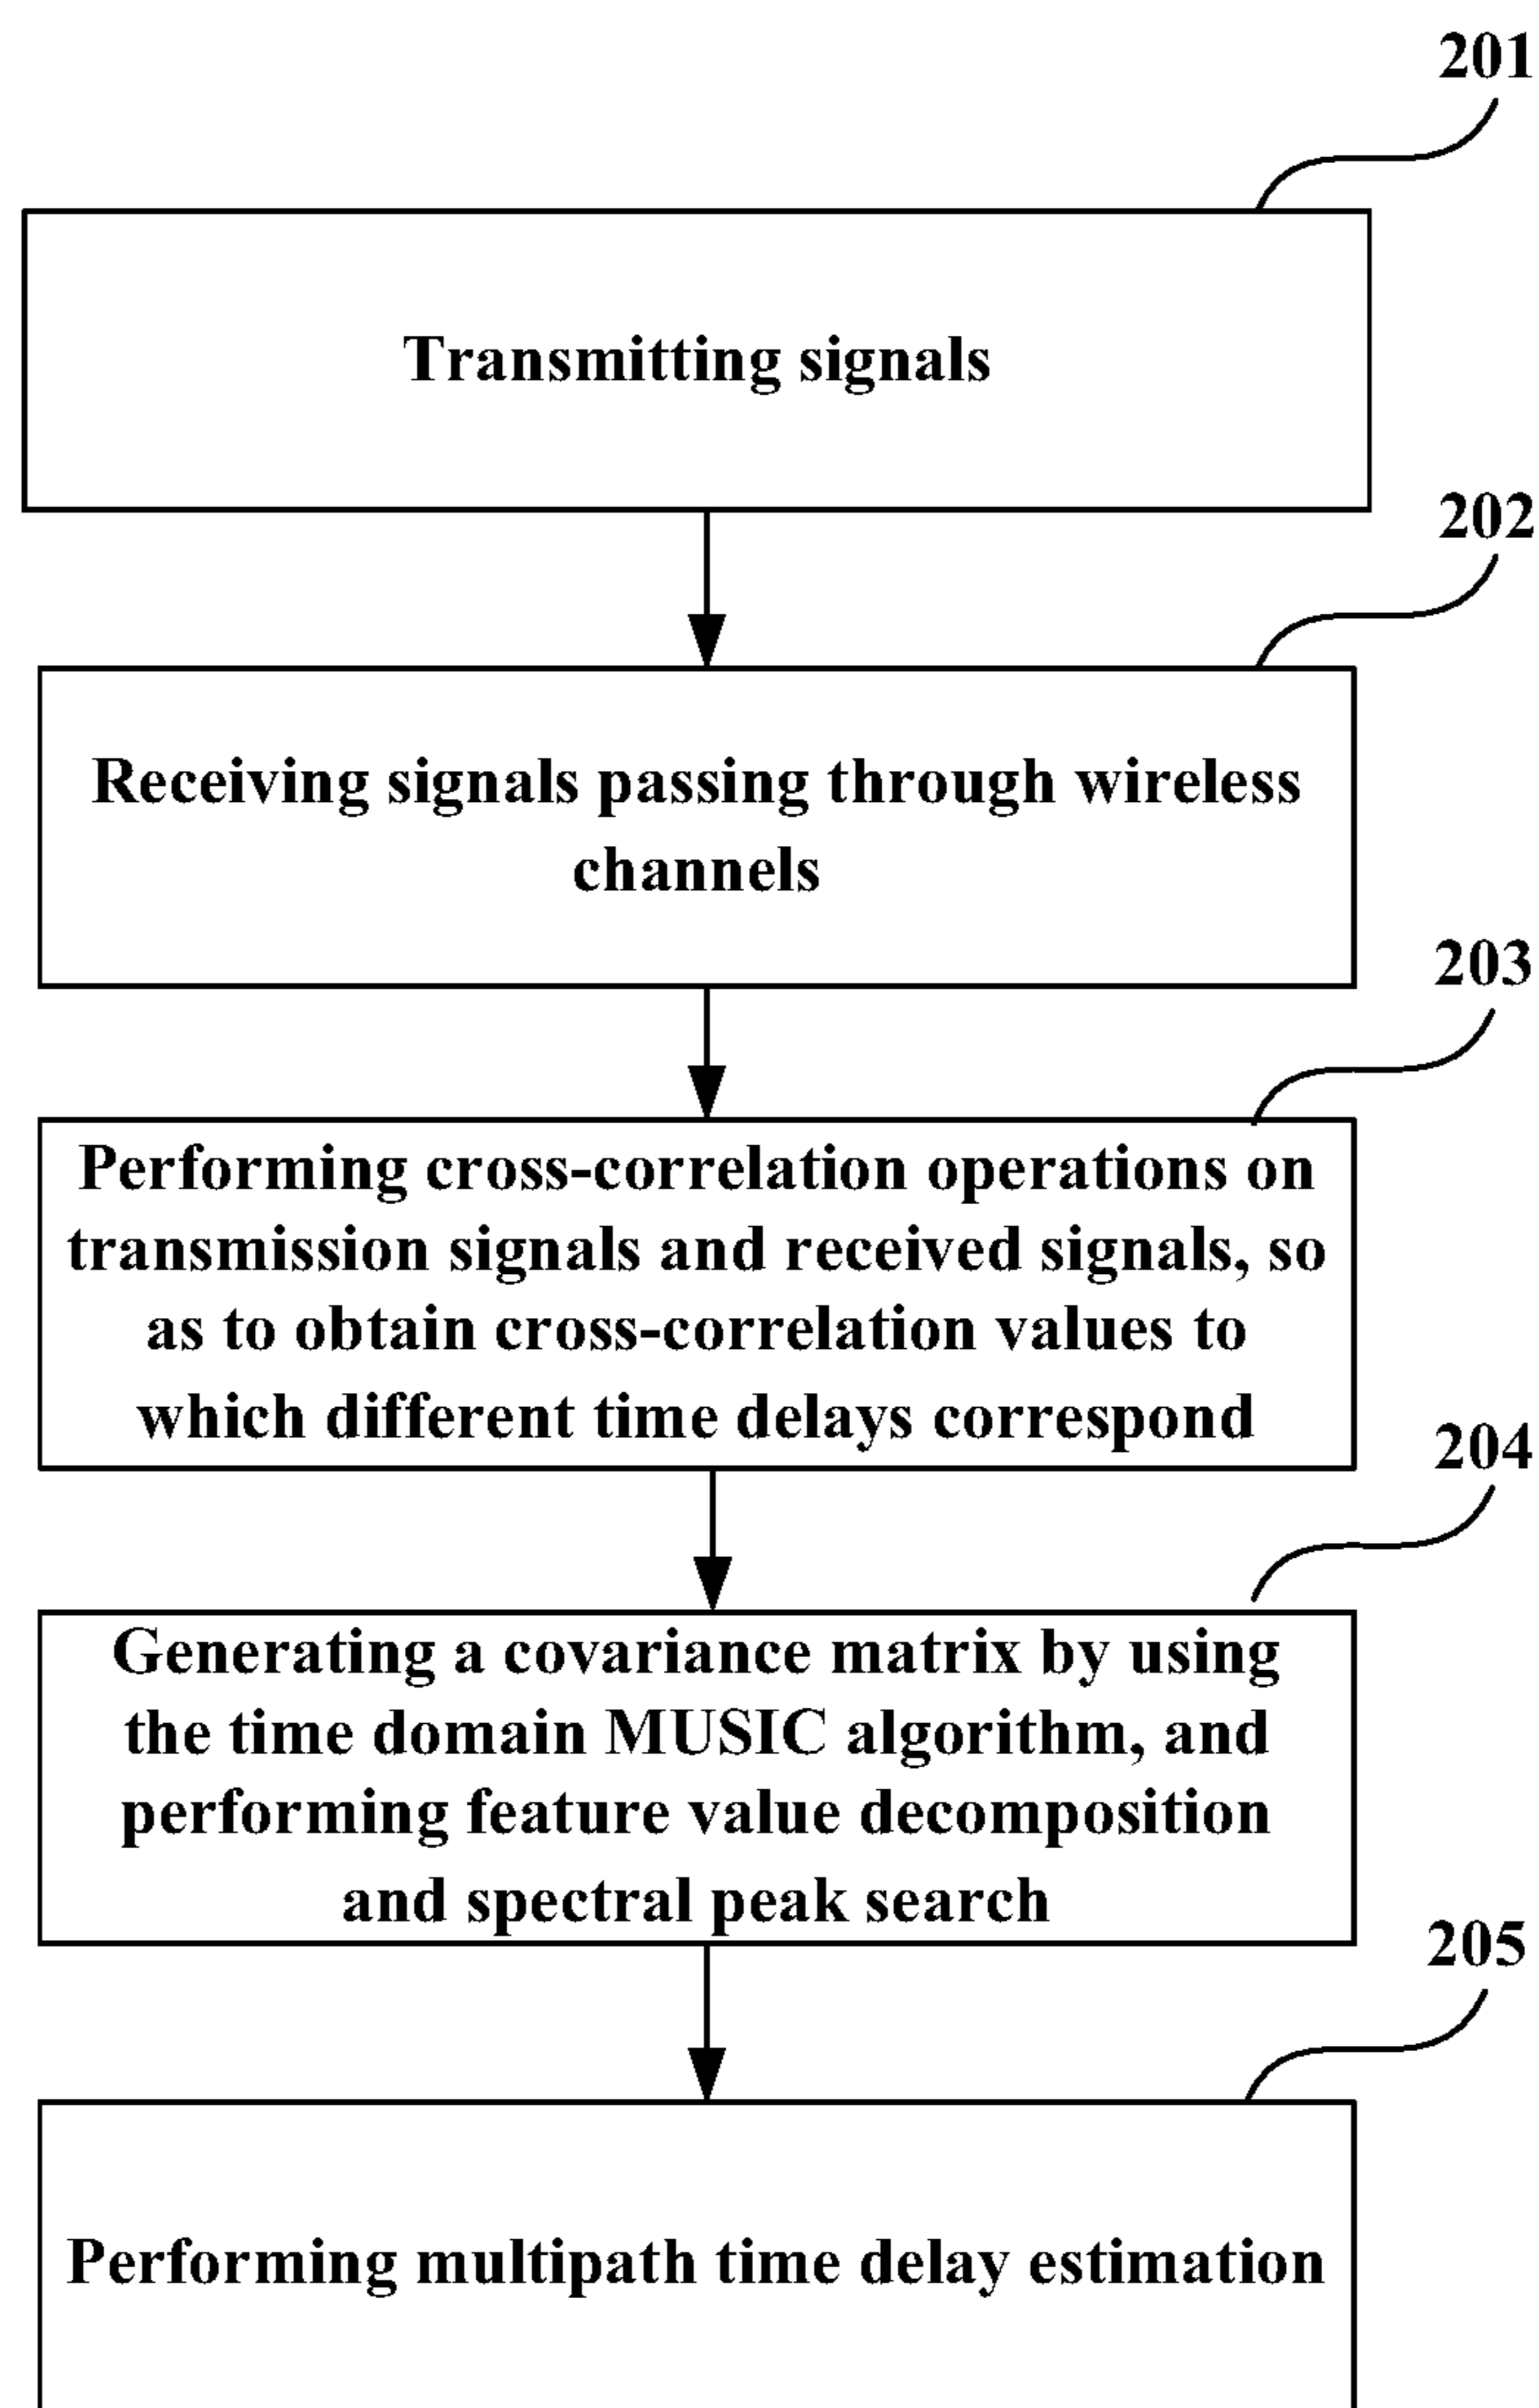 201
Transmitting signals
202
Receiving signals passing through wireless
channels
203
Performing cross-correlation operations on
transmission signals and received signals, so
as to obtain cross-correlation values to
which different time delays correspond
204
Generating a covariance matrix by using
the time domain MUSIC algorithm, and
performing feature value decomposition
and spectral peak search
205
Performing multipath time delay estimation